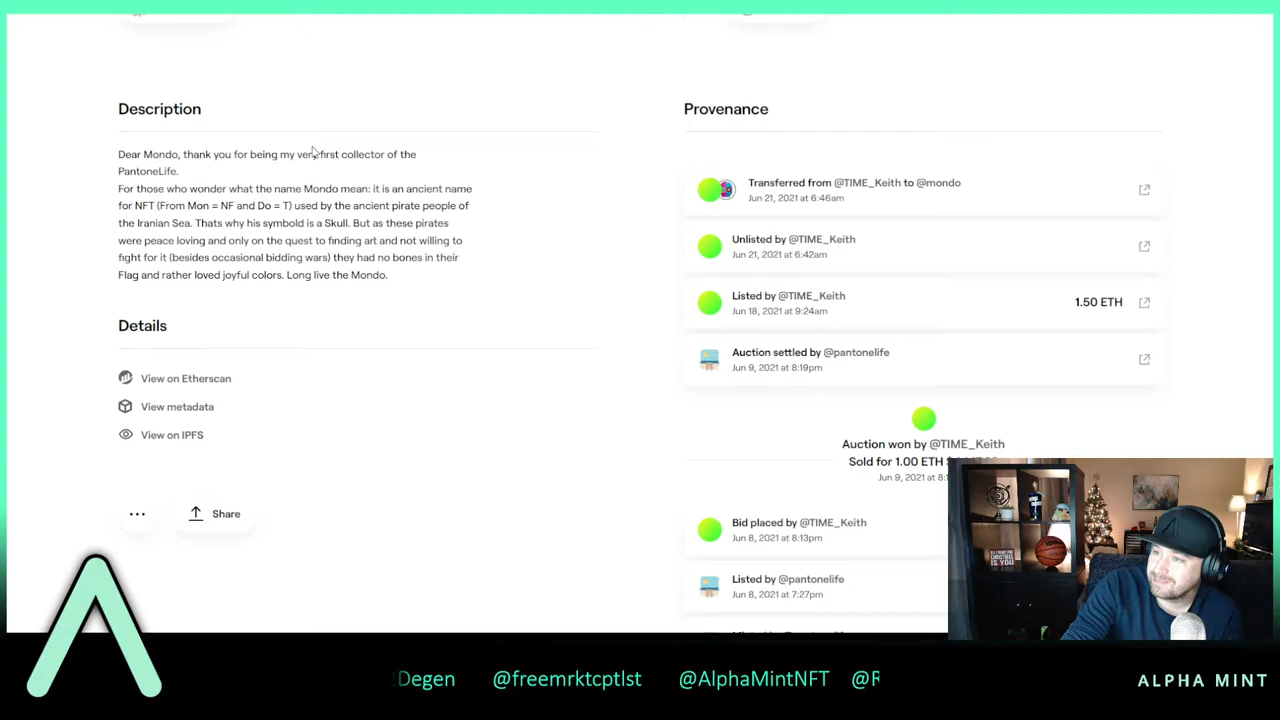 Description
Dear Mondo, thank you for being my very first collector of the
PantoneLife.
For those who wonder what the name Mondo mean: it is an ancient name
for NFT (From Mon = NF and Do = T) used by the ancient pirate people of
the Iranian Sea. Thats why his symbold is a Skull. But as these pirates
were peace loving and only on the quest to finding art and not willing to
fight for it (besides occasional bidding wars) they had no bones in their
Flag and rather loved joyful colors. Long live the Mondo.
Details
View on Etherscan
View metadata
View on IPFS
Share
Provenance
Transferred from @TIME_Keith to @mondo
Jun 21, 2021 at 6:46am
Unlisted by @TIME_Keith
Jun 21, 2021 at 6:42am
Listed by @TIME_Keith
1.50 ETH
Jun 18, 2021 at 9:24am
Auction settled by @pantonelife
Jun 9, 2021 at 8:19pm
Auction won by @TIME_Keith
Sold for 1.00 ETH
Jun 9, 2021 at
Bid placed by @TIME_Keith
Jun 8, 2021 at 8:13pm
Listed by @pantonelife
Jun 8, 2021 at 7:27pm
Degen @freemrktcptlst @AlphaMintNFT @R
ALPHA MINT